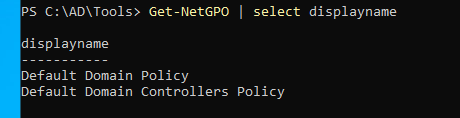 PS C:\AD\Tools> Get-NetGPO | select displayname
displayname
-----------
Default Domain Policy
Default Domain Controllers Policy